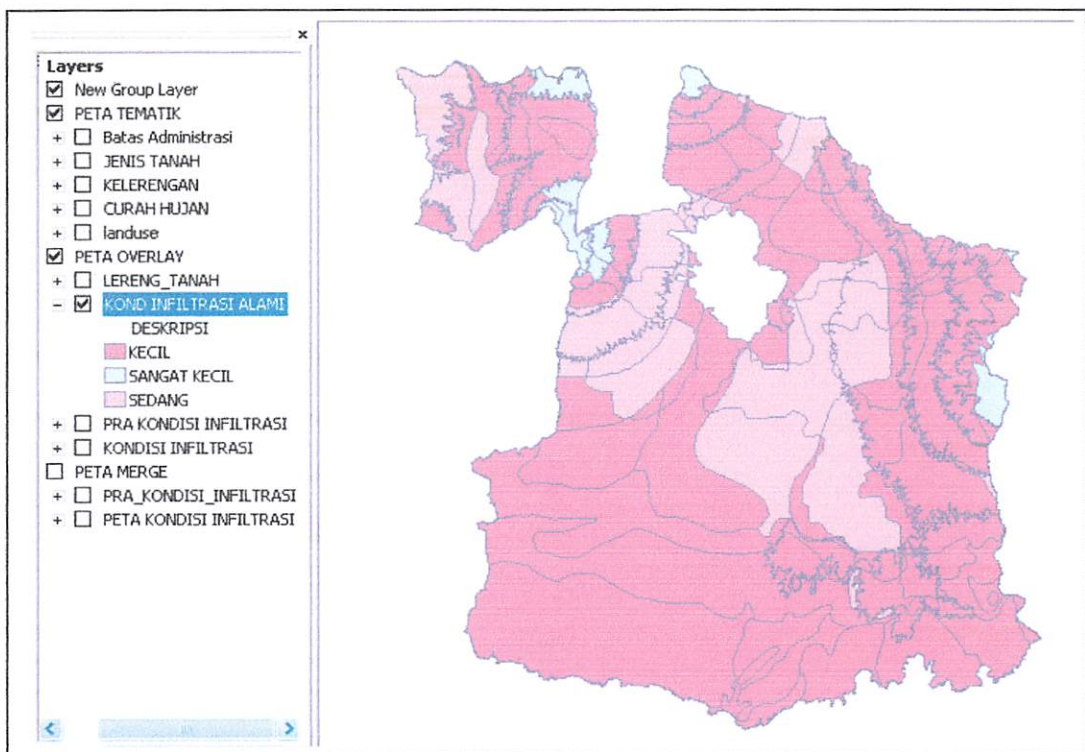 Layers
New Group Layer
PETA TEMATIK
Batas Administrasi
JENIS TANAH
KELERENGAN
CURAH HUJAN
landuse
PETA OVERLAY
LERENG_TANAH
KOND INFILTRASI ALAMI
DESKRIPSI
KECIL
SANGAT KECIL
SEDANG
PRA KONDISI INFILTRASI
KONDISI INFILTRASI
PETA MERGE
PRA_KONDISI_INFILTRASI
PETA KONDISI INFILTRASI